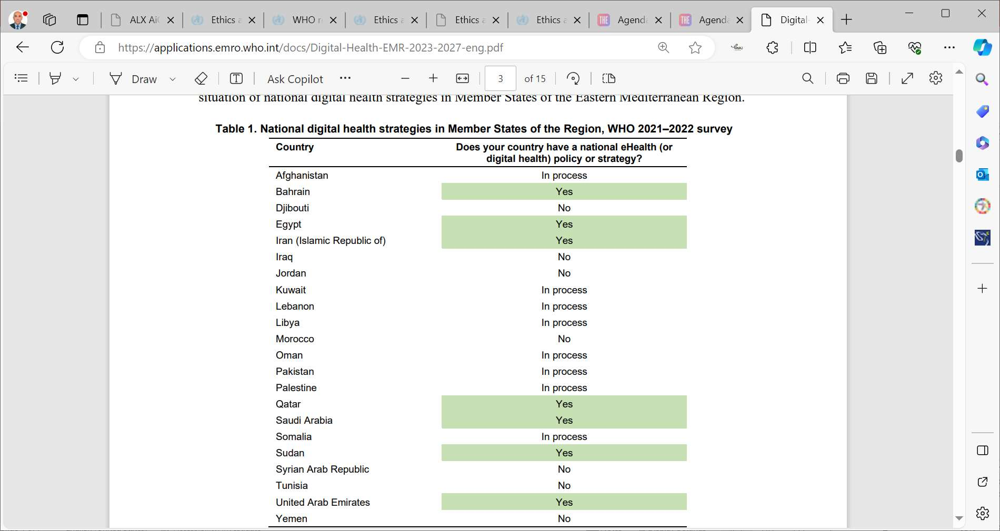 ALX Ai
Ethics a
WHO r
Ethics a
Ethics a
Ethics a
THE Agenda
THE Agenda
Digital-
https://applications.emro.who.int/docs/Digital-Health-EMR-2023-2027-eng.pdf
Draw
T
Ask Copilot
3 of 15
situation of national digital health strategies in Member States of the Eastern Mediterranean Region.
Table 1. National digital health strategies in Member States of the Region, WHO 2021–2022 survey
Country Does your country have a national eHealth (or
digital health) policy or strategy?
Afghanistan In process
Bahrain Yes
Djibouti No
Egypt Yes
Iran (Islamic Republic of) Yes
Iraq No
Jordan No
Kuwait In process
Lebanon In process
Libya In process
Morocco No
Oman In process
Pakistan In process
Palestine In process
Qatar Yes
Saudi Arabia Yes
Somalia In process
Sudan Yes
Syrian Arab Republic No
Tunisia No
United Arab Emirates Yes
Yemen No